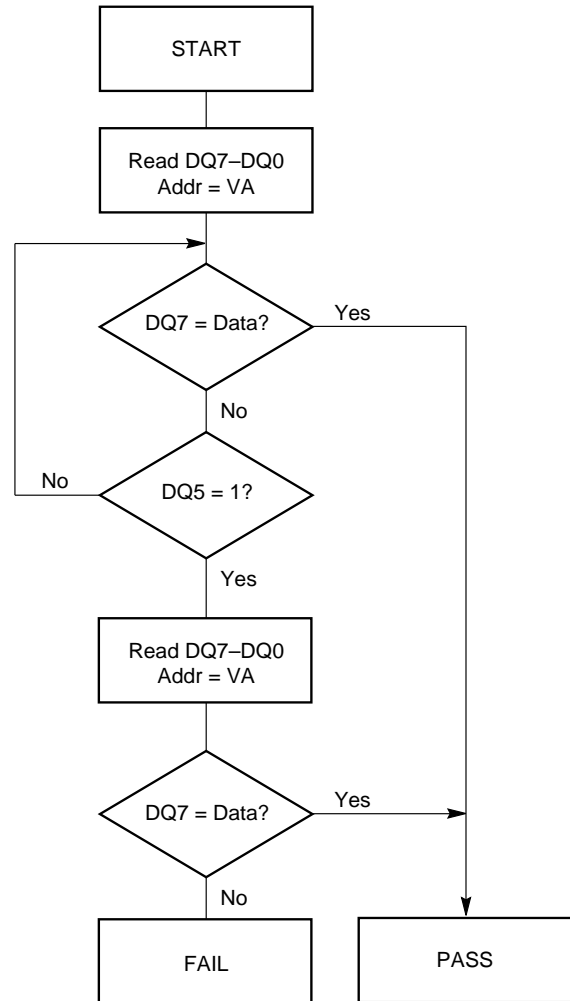 START
Read DQ7–DQ0
Addr = VA
DQ7 = Data?
Yes
No
No
DQ5 = 1?
Yes
Read DQ7–DQ0
Addr = VA
DQ7 = Data?
Yes
No
FAIL
PASS